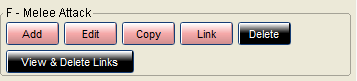 F - Melee Attack
Add Edit Copy Link Delete
View & Delete Links